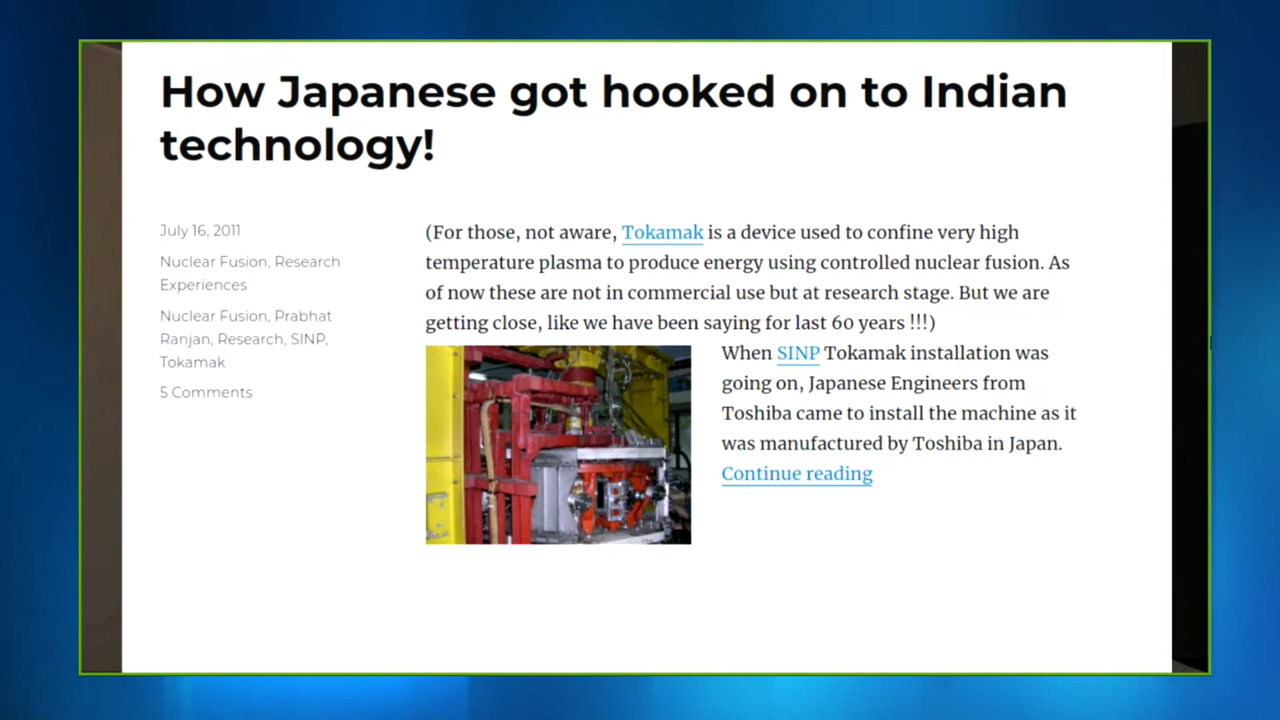 How Japanese got hooked on to Indian
technology!
July 16, 2011
Nuclear Fusion, Research
Experiences
Nuclear Fusion, Prabhat
Ranjan, Research, SINP,
Tokamak
5 Comments
(For those, not aware, Tokamak is a device used to confine very high
temperature plasma to produce energy using controlled nuclear fusion. As
of now these are not in commercial use but at research stage. But we are
getting close, like we have been saying for last 60 years !!!)
When SINP Tokamak installation was
going on, Japanese Engineers from
Toshiba came to install the machine as it
was manufactured by Toshiba in Japan.
Continue reading